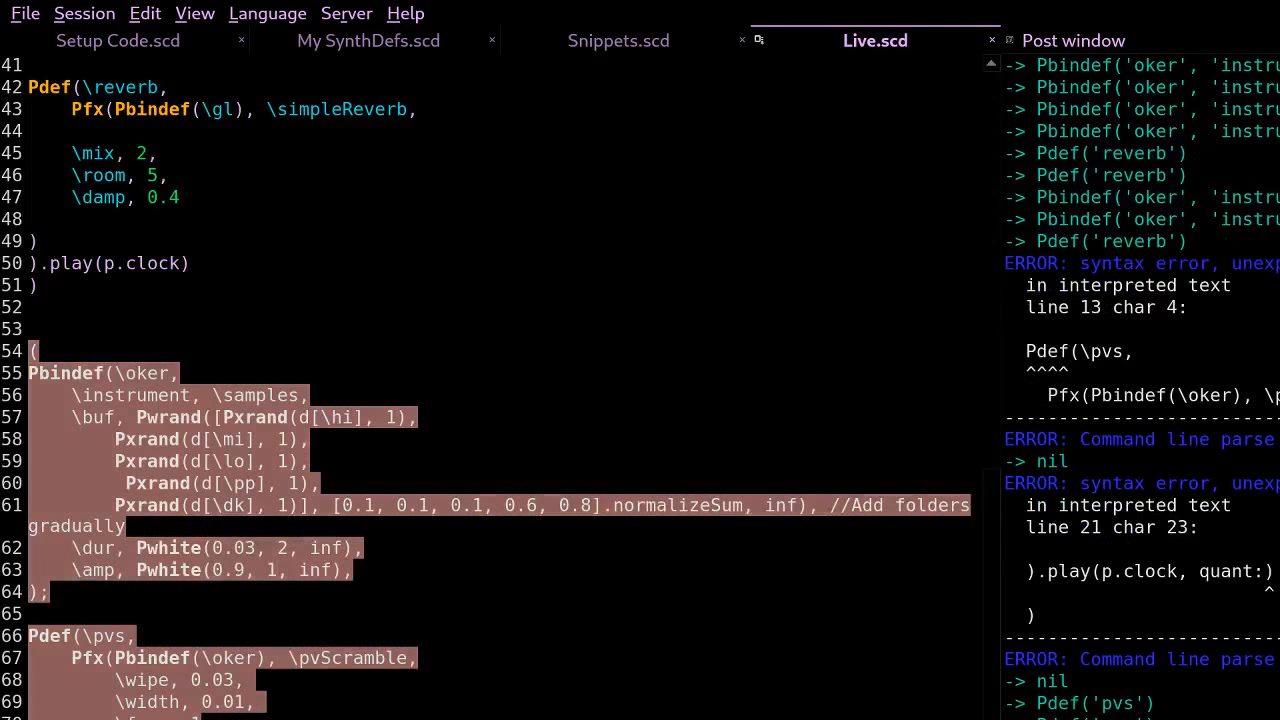 File Session Edit View Language Server Help
Setup Code.scd × My SynthDefs.scd × Snippets.scd × Live.scd × Post window
41
42 Pdef(\reverb,
43     Pfx(Pbindef(\gl), \simpleReverb,
44
45     \mix, 2,
46     \room, 5,
47     \damp, 0.4
48
49 )
50 ).play(p.clock)
51 )
52
53
54 (
55 Pbindef(\oker,
56     \instrument, \samples,
57     \buf, Pwrand([Pxrand(d[\hi], 1),
58         Pxrand(d[\mi], 1),
59         Pxrand(d[\lo], 1),
60          Pxrand(d[\pp], 1),
61         Pxrand(d[\dk], 1)], [0.1, 0.1, 0.1, 0.6, 0.8].normalizeSum, inf), //Add folders
gradually
62     \dur, Pwhite(0.03, 2, inf),
63     \amp, Pwhite(0.9, 1, inf),
64 );
65
66 Pdef(\pvs,
67     Pfx(Pbindef(\oker), \pvScramble,
68         \wipe, 0.03,
69         \width, 0.01,
-> Pbindef('oker', 'instru
-> Pbindef('oker', 'instru
-> Pbindef('oker', 'instru
-> Pbindef('oker', 'instru
-> Pdef('reverb')
-> Pdef('reverb')
-> Pbindef('oker', 'instru
-> Pbindef('oker', 'instru
-> Pdef('reverb')
ERROR: syntax error, unexp
in interpreted text
line 13 char 4:
Pdef(\pvs,
^^^^
Pfx(Pbindef(\oker), \p
-----------------------------------
ERROR: Command line parse
-> nil
ERROR: syntax error, unexp
in interpreted text
line 21 char 23:
).play(p.clock, quant:)
^
)
-----------------------------------
ERROR: Command line parse
-> nil
-> Pdef('pvs')